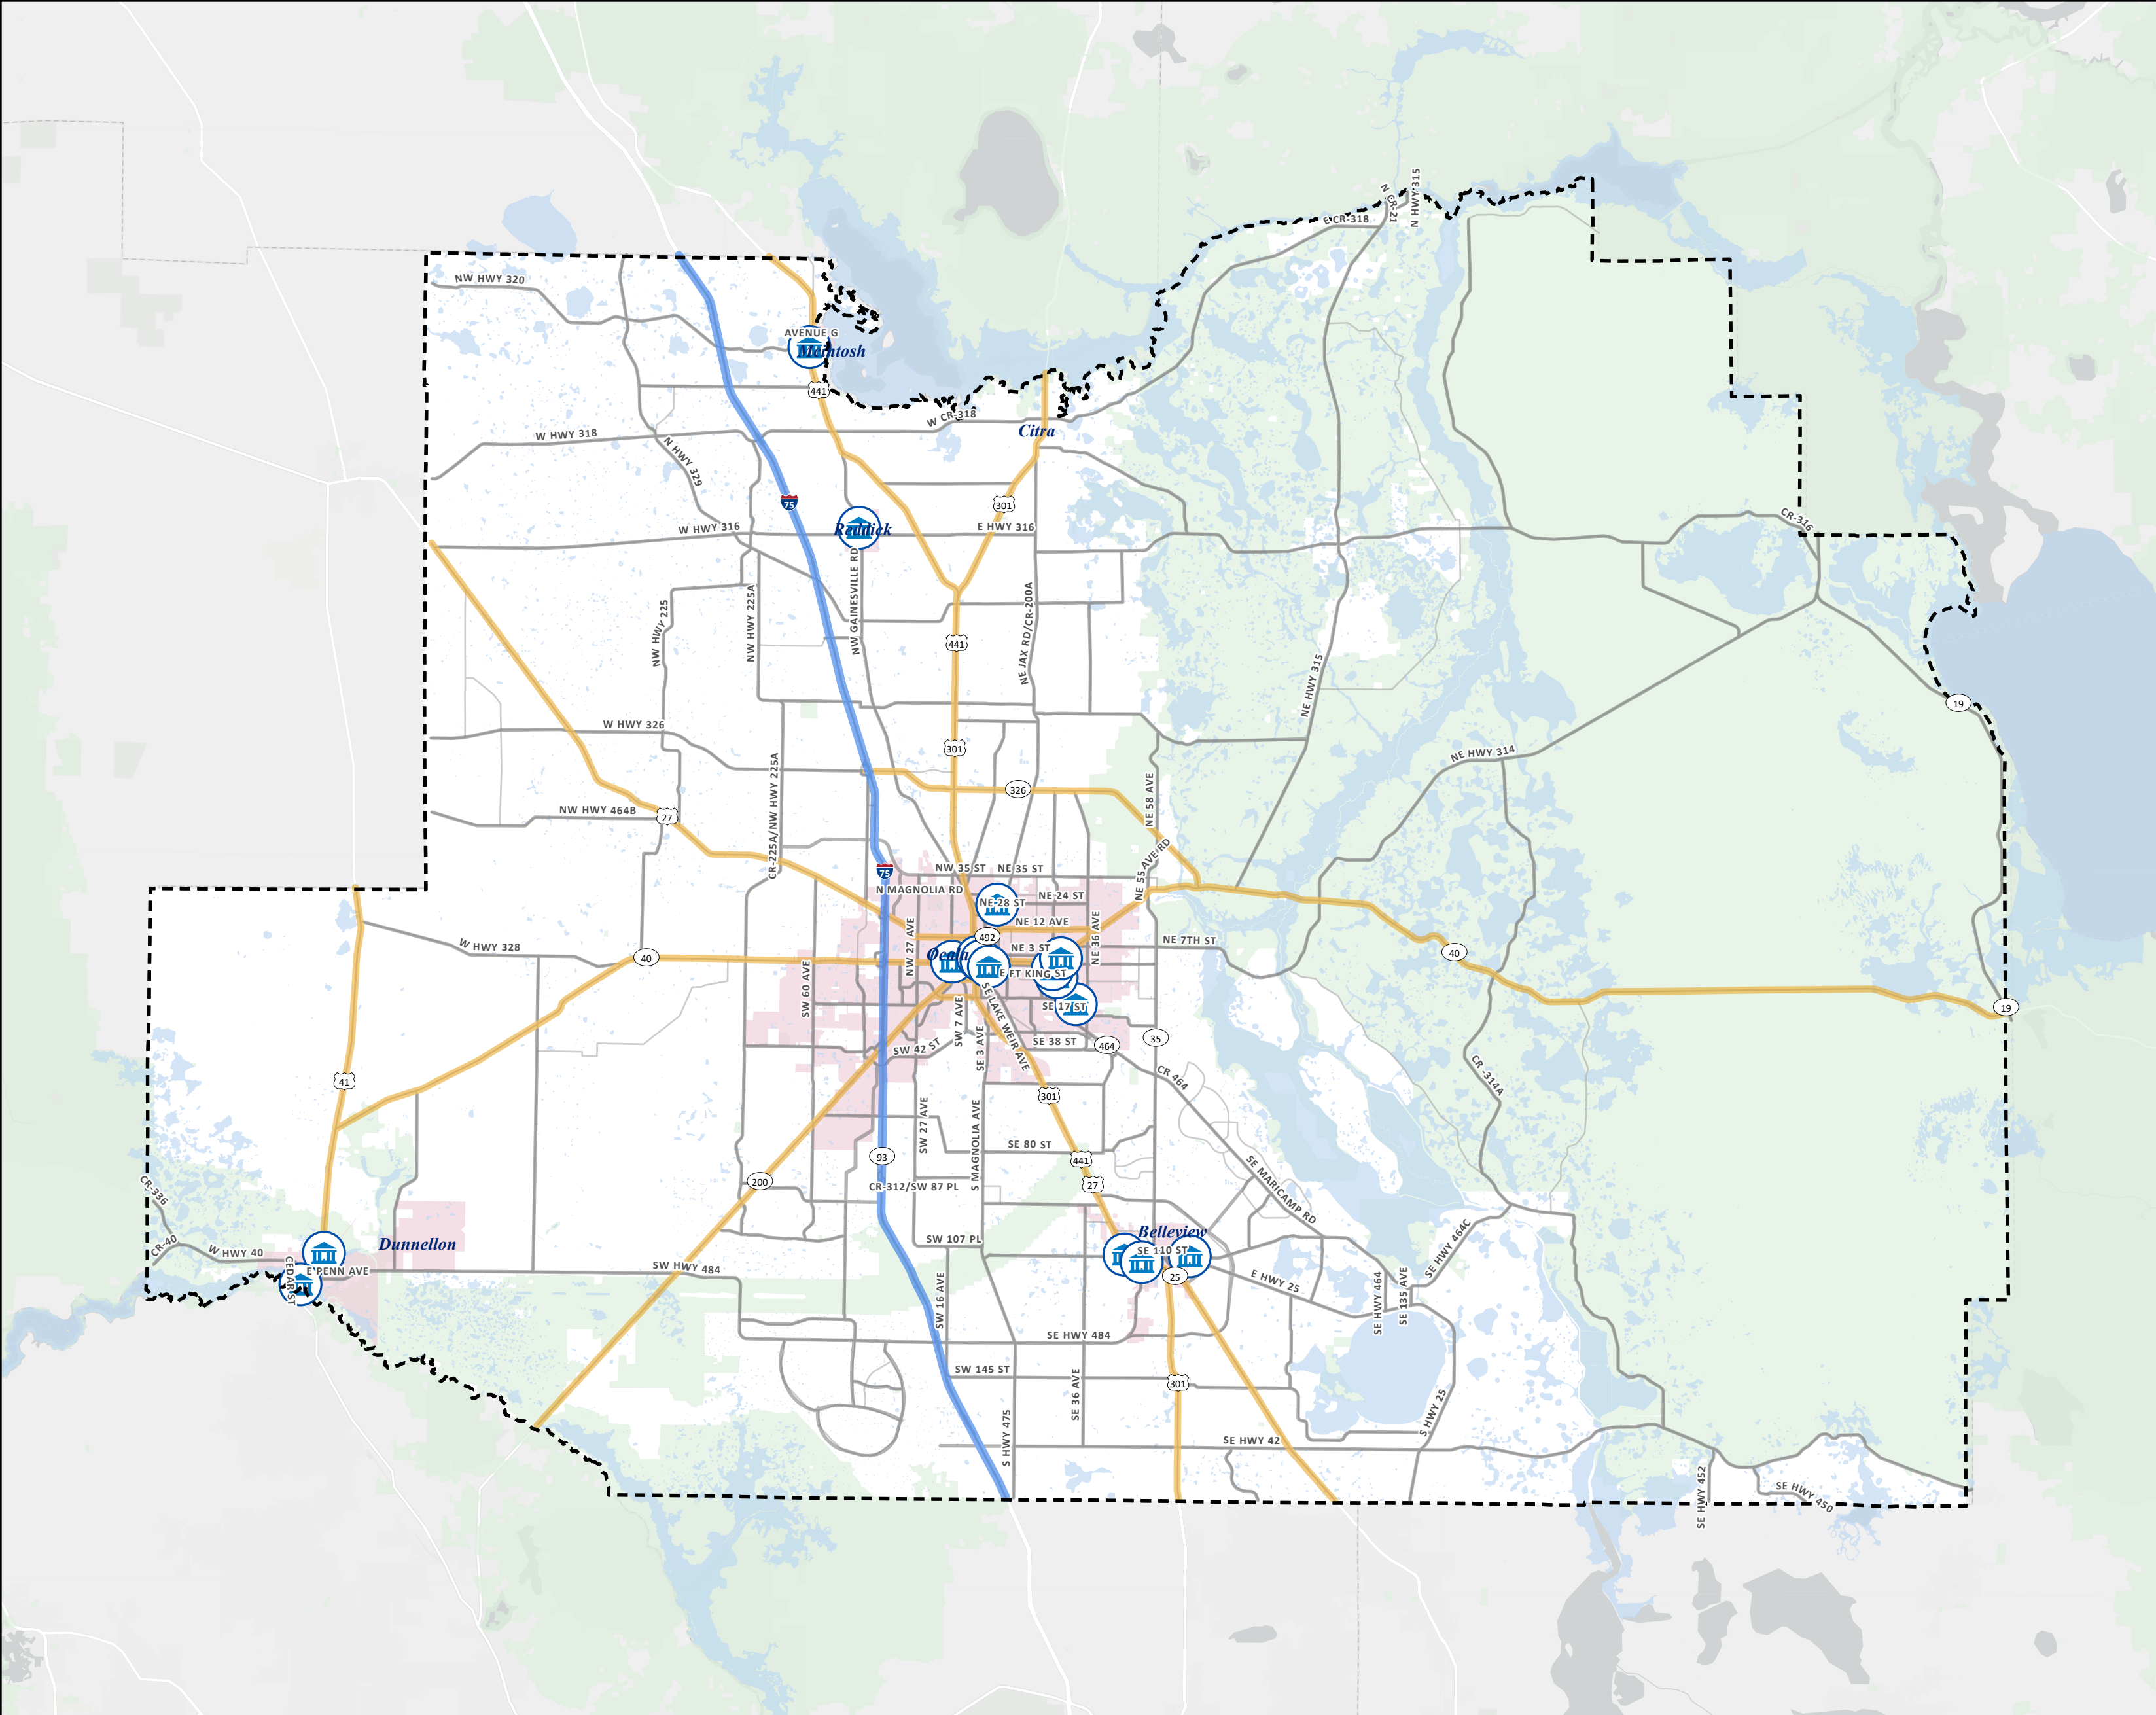 N HWY 315
N CR-21
E CR-318
NW HWY 320
AVENUE G
McIntosh
441
W CR-318
Citra
W HWY 318
N HWY 329
75
301
CR-316
W HWY 316
Reddick
E HWY 316
NW GAINESVILLE RD
NW HWY 225A
NE JAX RD/CR-200A
NW HWY 225
441
NE HWY 315
19
W HWY 326
301
NE HWY 314
326
NE 58 AVE
CR-225A/NW HWY 225A
NW HWY 464B
27
75
NW 35 ST
NE 35 ST
NE 55 AVE RD
N MAGNOLIA RD
NE 24 ST
NE 28 ST
NE 12 AVE
NW 27 AVE
492
NE 36 AVE
NE 7TH ST
W HWY 328
NE 3 ST
Ocala
40
40
E FT KING ST
SW 60 AVE
SE 17 ST
19
SW 7 AVE
SE LAKE WEIR AVE
SE 3 AVE
SW 42 ST
SE 38 ST
464
35
CR 464
41
CR-314A
301
SW 27 AVE
S MAGNOLIA AVE
SE 80 ST
93
441
200
CR-312/SW 87 PL
27
SE MARICAMP RD
CR-336
Belleview
SW 107 PL
Dunnellon
CR-40
W HWY 40
SE 110 ST
SE HWY 464C
CEDAR ST
E PENN AVE
SW HWY 484
25
E HWY 25
SE HWY 464
SE 135 AVE
SW 16 AVE
SE HWY 484
SW 145 ST
301
SE 36 AVE
S HWY 25
S HWY 475
SE HWY 42
SE HWY 452
SE HWY 450